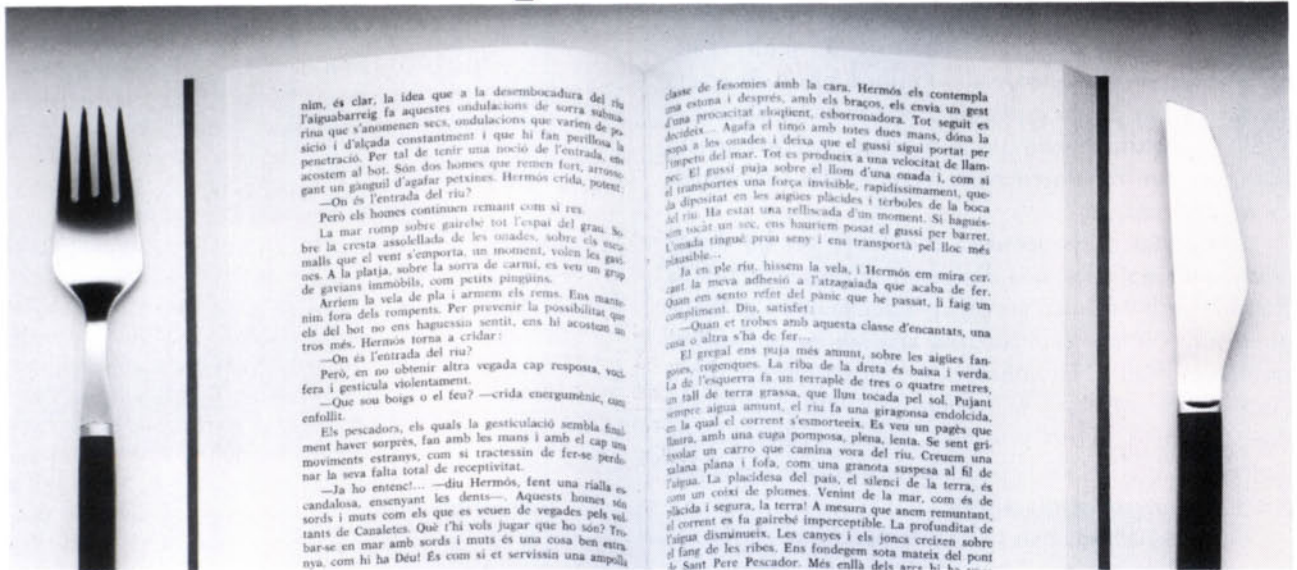 nim, és clar, la idea que a la desembocadura del riu
l'aiguabarreig fa aquestes ondulacions de sorra subma-
rina que s'anomenen secs, ondulacions que varien de po-
sició i d'alçada constantment i que hi fan perillosa la
penetració. Per tal de tenir una noció de l'entrada, ens
acostem al bot. Són dos homes que remen fort, arrosse-
gant un gànguil d'agafar petxines. Hermós crida, potent:
—On és l'entrada del riu?
Però els homes continuen remant com si res.
La mar romp sobre gairebé tot l'espai del grau. So-
bre la cresta assolellada de les onades, sobre els escu-
malls que el vent s'emporta, un moment, volen les gavi-
nes. A la platja, sobre la sorra de carmí, es veu un grup
de gavians immòbils, com petits pingüins.
Arriem la vela de pla i armem els rems. Ens mante-
nim fora dels rompents. Per prevenir la possibilitat que
els del bot no ens haguessin sentit, ens hi acostem un
tros més. Hermós torna a cridar:
—On és l'entrada del riu?
Però, en no obtenir altra vegada cap resposta, voci-
fera i gesticula violentament.
—Que sou boigs o el feu? —crida energumènic, com
enfollit.
Els pescadors, els quals la gesticulació sembla final-
ment haver sorprès, fan amb les mans i amb el cap uns
moviments estranys, com si tractessin de fer-se perdo-
nar la seva falta total de receptivitat.
—Ja ho entenc!... —diu Hermós, fent una rialla es-
candalosa, ensenyant les dents—. Aquests homes són
sords i muts com els que es veuen de vegades pels vol-
tants de Canaletes. Què t'hi vols jugar que ho són? Tro-
bar-se en mar amb sords i muts és una cosa ben estra-
nya, com hi ha Déu! És com si et servissin una ampolla
classe de fesomies amb la cara. Hermós els contempla
una estona i després, amb els braços, els envia un gest
d'una procacitat eloqüent, esborronadora. Tot seguit es
decideix... Agafa el timó amb totes dues mans, dóna la
popa a les onades i deixa que el gussi sigui portat per
l'ímpetu del mar. Tot es produeix a una velocitat de llam-
pec. El gussi puja sobre el llom d'una onada i, com si
el transportés una força invisible, rapidíssimament, que-
da dipositat en les aigües plàcides i tèrboles de la boca
del riu. Ha estat una relliscada d'un moment. Si hagués-
sim tocat un sec, ens hauríem posat el gussi per barret.
L'onada tingué prou seny i ens transportà pel lloc més
plausible...
Ja en ple riu, hissem la vela, i Hermós em mira cer-
cant la meva adhesió a l'atzagaiada que acaba de fer.
Quan em sento refet del pànic que he passat, li faig un
compliment. Diu, satisfet:
—Quan et trobes amb aquesta classe d'encantats, una
cosa o altra s'ha de fer...
El gregal ens puja més amunt, sobre les aigües fan-
goses, rogenques. La riba de la dreta és baixa i verda.
La de l'esquerra fa un terraplè de tres o quatre metres,
un tall de terra grassa, que lluu tocada pel sol. Pujant
sempre aigua amunt, el riu fa una giragonsa endolcida,
en la qual el corrent s'esmorteeix. Es veu un pagès que
llaura, amb una euga pomposa, plena, lenta. Se sent gri-
nyolar un carro que camina vora del riu. Creuem una
xalana plana i fofa, com una granota suspesa al fil de
l'aigua. La placidesa del país, el silenci de la terra, és
com un coixí de plomes. Venint de la mar, com és de
plàcida i segura, la terra! A mesura que anem remuntant,
el corrent es fa gairebé imperceptible. La profunditat de
l'aigua disminueix. Les canyes i els joncs creixen sobre
el fang de les ribes. Ens fondegem sota mateix del pont
de Sant Pere Pescador. Més enllà dels arcs hi ha